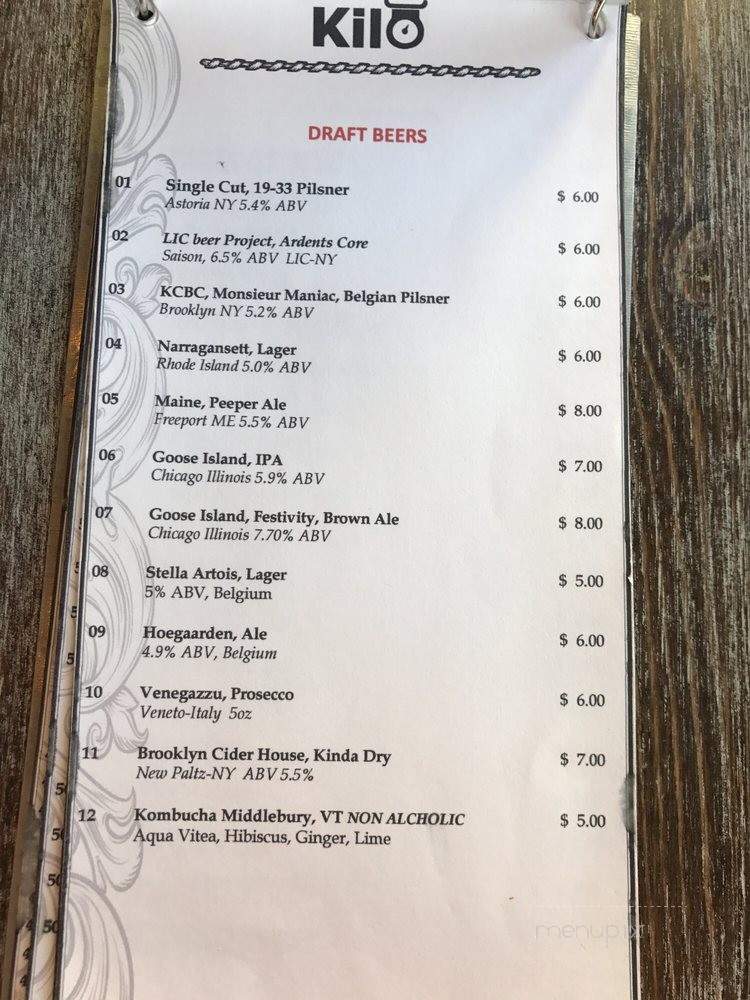 Kilo
DRAFT BEERS
01 Single Cut, 19-33 Pilsner $ 6.00
Astoria NY 5.4% ABV
02 LIC beer Project, Ardents Core $ 6.00
Saison, 6.5% ABV LIC-NY
03 KCBC, Monsieur Maniac, Belgian Pilsner $ 6.00
Brooklyn NY 5.2% ABV
04 Narragansett, Lager $ 6.00
Rhode Island 5.0% ABV
05 Maine, Peeper Ale $ 8.00
Freeport ME 5.5% ABV
06 Goose Island, IPA $ 7.00
Chicago Illinois 5.9% ABV
07 Goose Island, Festivity, Brown Ale $ 8.00
Chicago Illinois 7.70% ABV
08 Stella Artois, Lager $ 5.00
5% ABV, Belgium
09 Hoegaarden, Ale $ 6.00
4.9% ABV, Belgium
10 Venegazzu, Prosecco $ 6.00
Veneto-Italy 5oz
11 Brooklyn Cider House, Kinda Dry $ 7.00
New Paltz-NY ABV 5.5%
12 Kombucha Middlebury, VT NON ALCHOLIC $ 5.00
Aqua Vitea, Hibiscus, Ginger, Lime
menupix